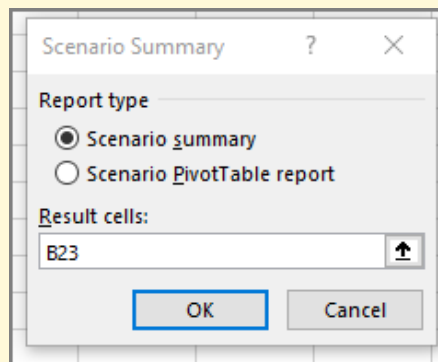 Scenario Summary ?
Report type
Scenario summary
Scenario PivotTable report
Result cells:
B23
OK Cancel